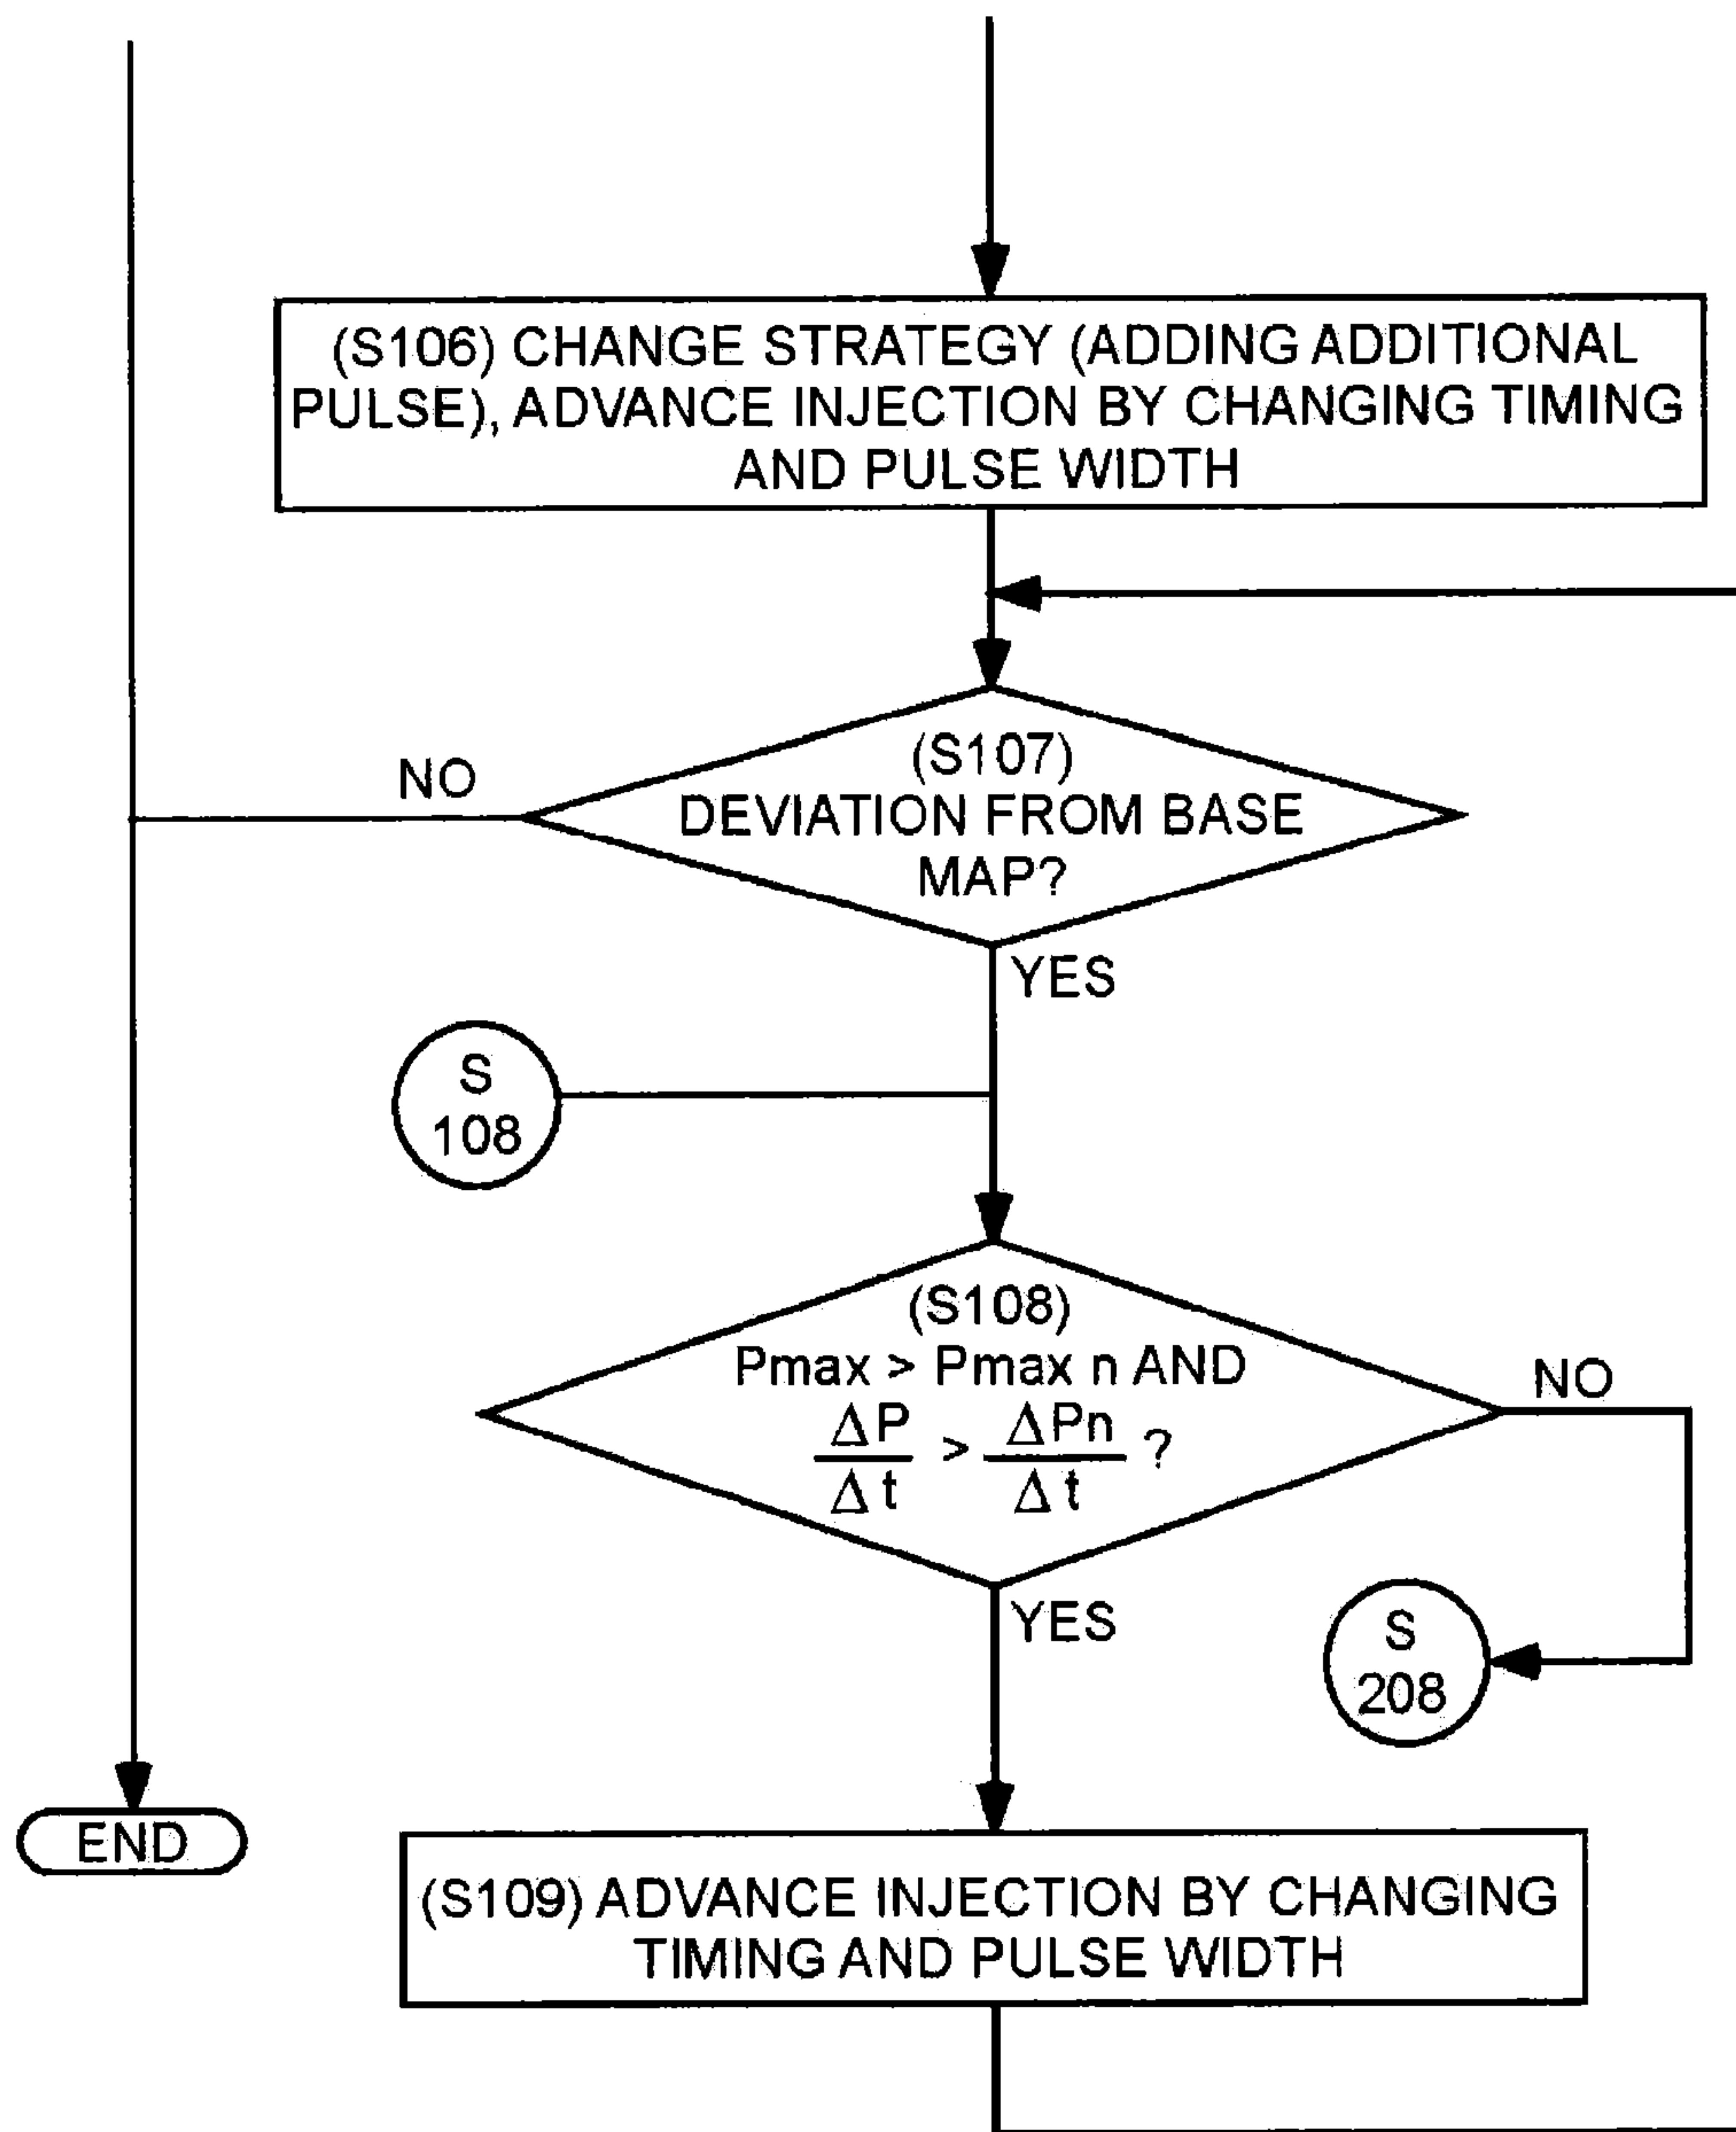 (S106) CHANGE STRATEGY (ADDING ADDITIONAL
PULSE), ADVANCE INJECTION BY CHANGING TIMING
AND PULSE WIDTH
NO
(S107)
DEVIATION FROM BASE
MAP?
YES
S
108
(S108)
Pmax > Pmax n AND
ΔP/Δt > ΔPn/Δt ?
NO
YES
S
208
END
(S109) ADVANCE INJECTION BY CHANGING
TIMING AND PULSE WIDTH